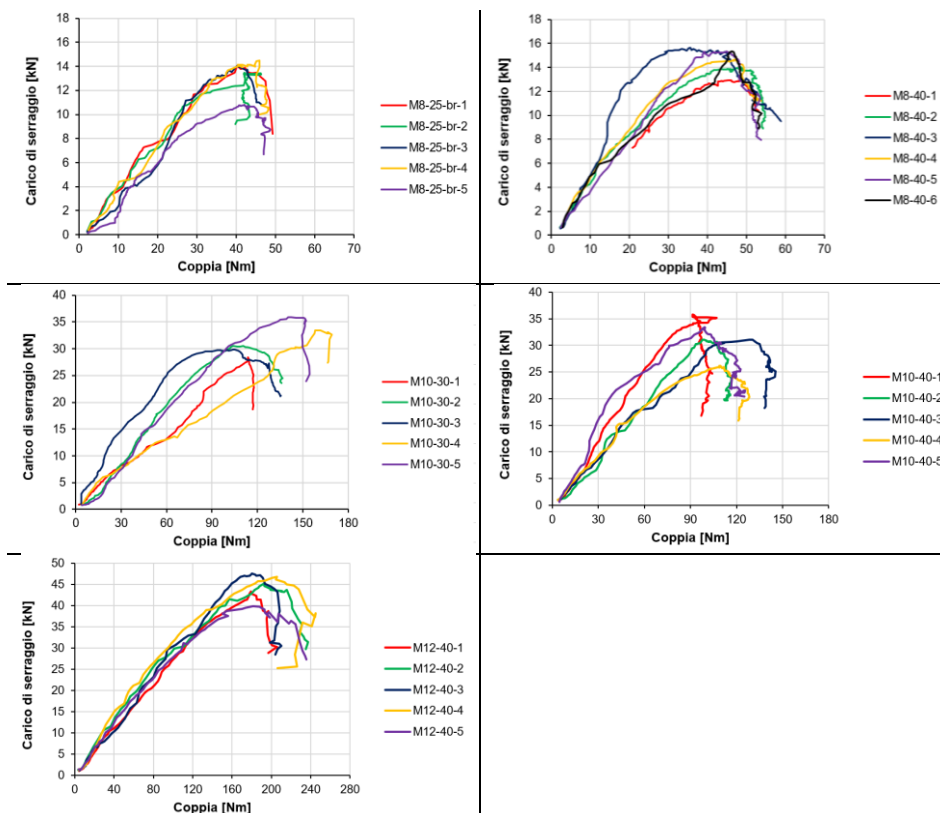 Carico di serraggio [kN]
18
16
14
12
10
8
6
4
2
0
0 10 20 30 40 50 60 70
Coppia [Nm]
M8-25-br-1
M8-25-br-2
M8-25-br-3
M8-25-br-4
M8-25-br-5
Carico di serraggio [kN]
18
16
14
12
10
8
6
4
2
0
0 10 20 30 40 50 60 70
Coppia [Nm]
M8-40-1
M8-40-2
M8-40-3
M8-40-4
M8-40-5
M8-40-6
Carico di serraggio [kN]
40
35
30
25
20
15
10
5
0
0 30 60 90 120 150 180
Coppia [Nm]
M10-30-1
M10-30-2
M10-30-3
M10-30-4
M10-30-5
Carico di serraggio [kN]
40
35
30
25
20
15
10
5
0
0 30 60 90 120 150 180
Coppia [Nm]
M10-40-1
M10-40-2
M10-40-3
M10-40-4
M10-40-5
Carico di serraggio [kN]
50
45
40
35
30
25
20
15
10
5
0
0 40 80 120 160 200 240 280
Coppia [Nm]
M12-40-1
M12-40-2
M12-40-3
M12-40-4
M12-40-5